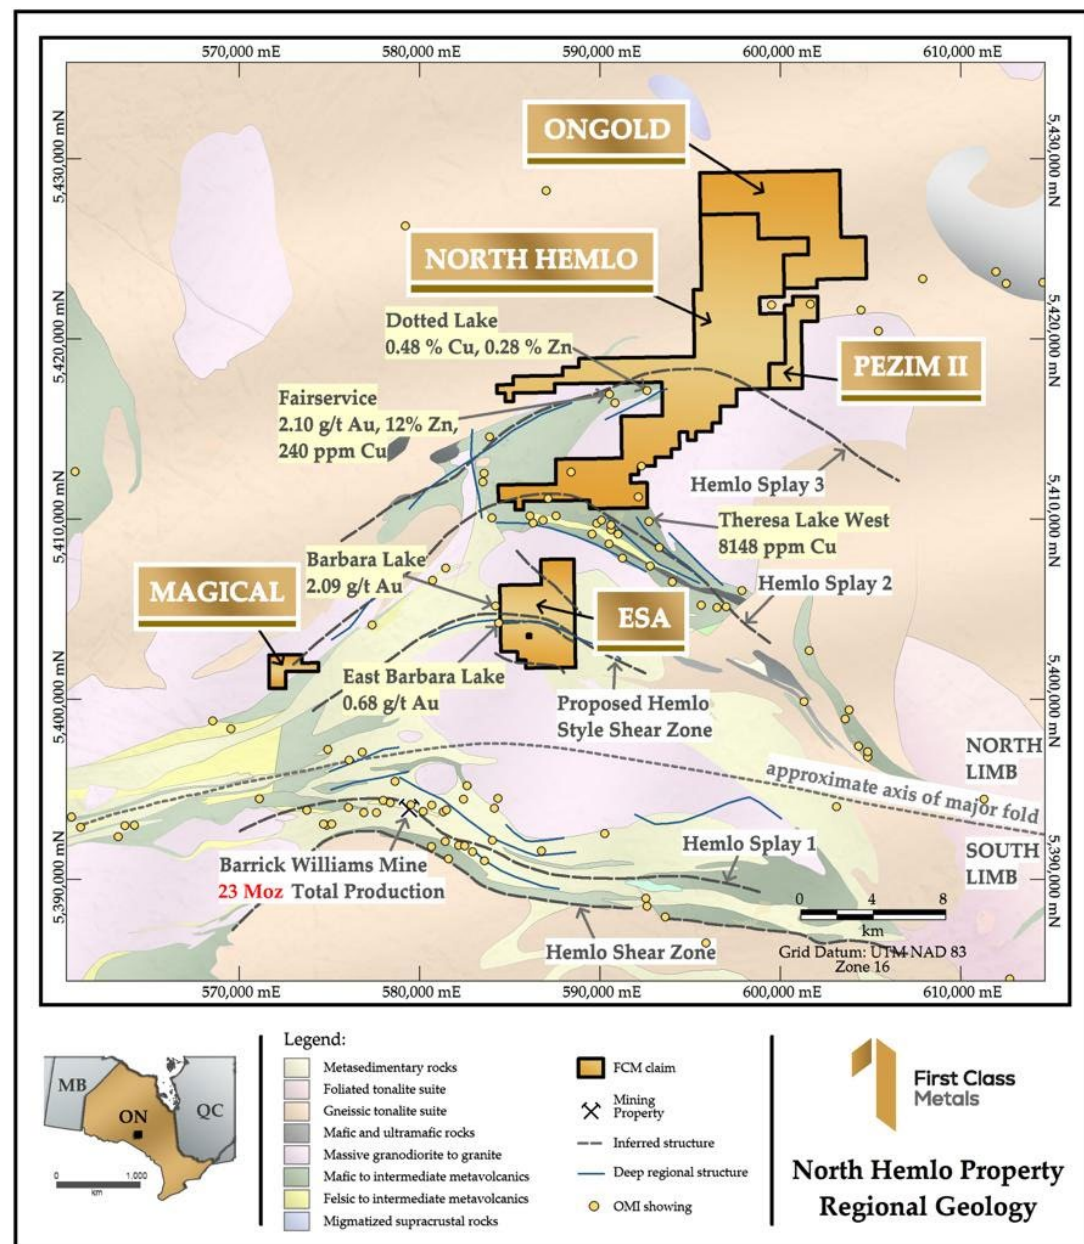 570,000 mE
580,000 mE
590,000 mE
600,000 mE
610,000 mE
5,430,000 mN
5,430,000 mN
ONGOLD
NORTH HEMLO
Dotted Lake
0.48 % Cu, 0.28 % Zn
5,420,000 mN
5,420,000 mN
PEZIM II
Fairservice
2.10 g/t Au, 12% Zn,
240 ppm Cu
Hemlo Splay 3
5,410,000 mN
5,410,000 mN
Theresa Lake West
8148 ppm Cu
Barbara Lake
2.09 g/t Au
Hemlo Splay 2
MAGICAL
ESA
East Barbara Lake
0.68 g/t Au
Proposed Hemlo
Style Shear Zone
5,400,000 mN
5,400,000 mN
NORTH
LIMB
approximate axis of major fold
Hemlo Splay 1
SOUTH
LIMB
Barrick Williams Mine
23 Moz Total Production
5,390,000 mN
5,390,000 mN
0 4 8
km
Hemlo Shear Zone
Grid Datum: UTM NAD 83
Zone 16
570,000 mE
580,000 mE
590,000 mE
600,000 mE
610,000 mE
MB
ON
QC
0 1,000
km
Legend:
Metasedimentary rocks
Foliated tonalite suite
Gneissic tonalite suite
Mafic and ultramafic rocks
Massive granodiorite to granite
Mafic to intermediate metavolcanics
Felsic to intermediate metavolcanics
Migmatized supracrustal rocks
FCM claim
Mining
Property
Inferred structure
Deep regional structure
OMI showing
First Class
Metals
North Hemlo Property
Regional Geology